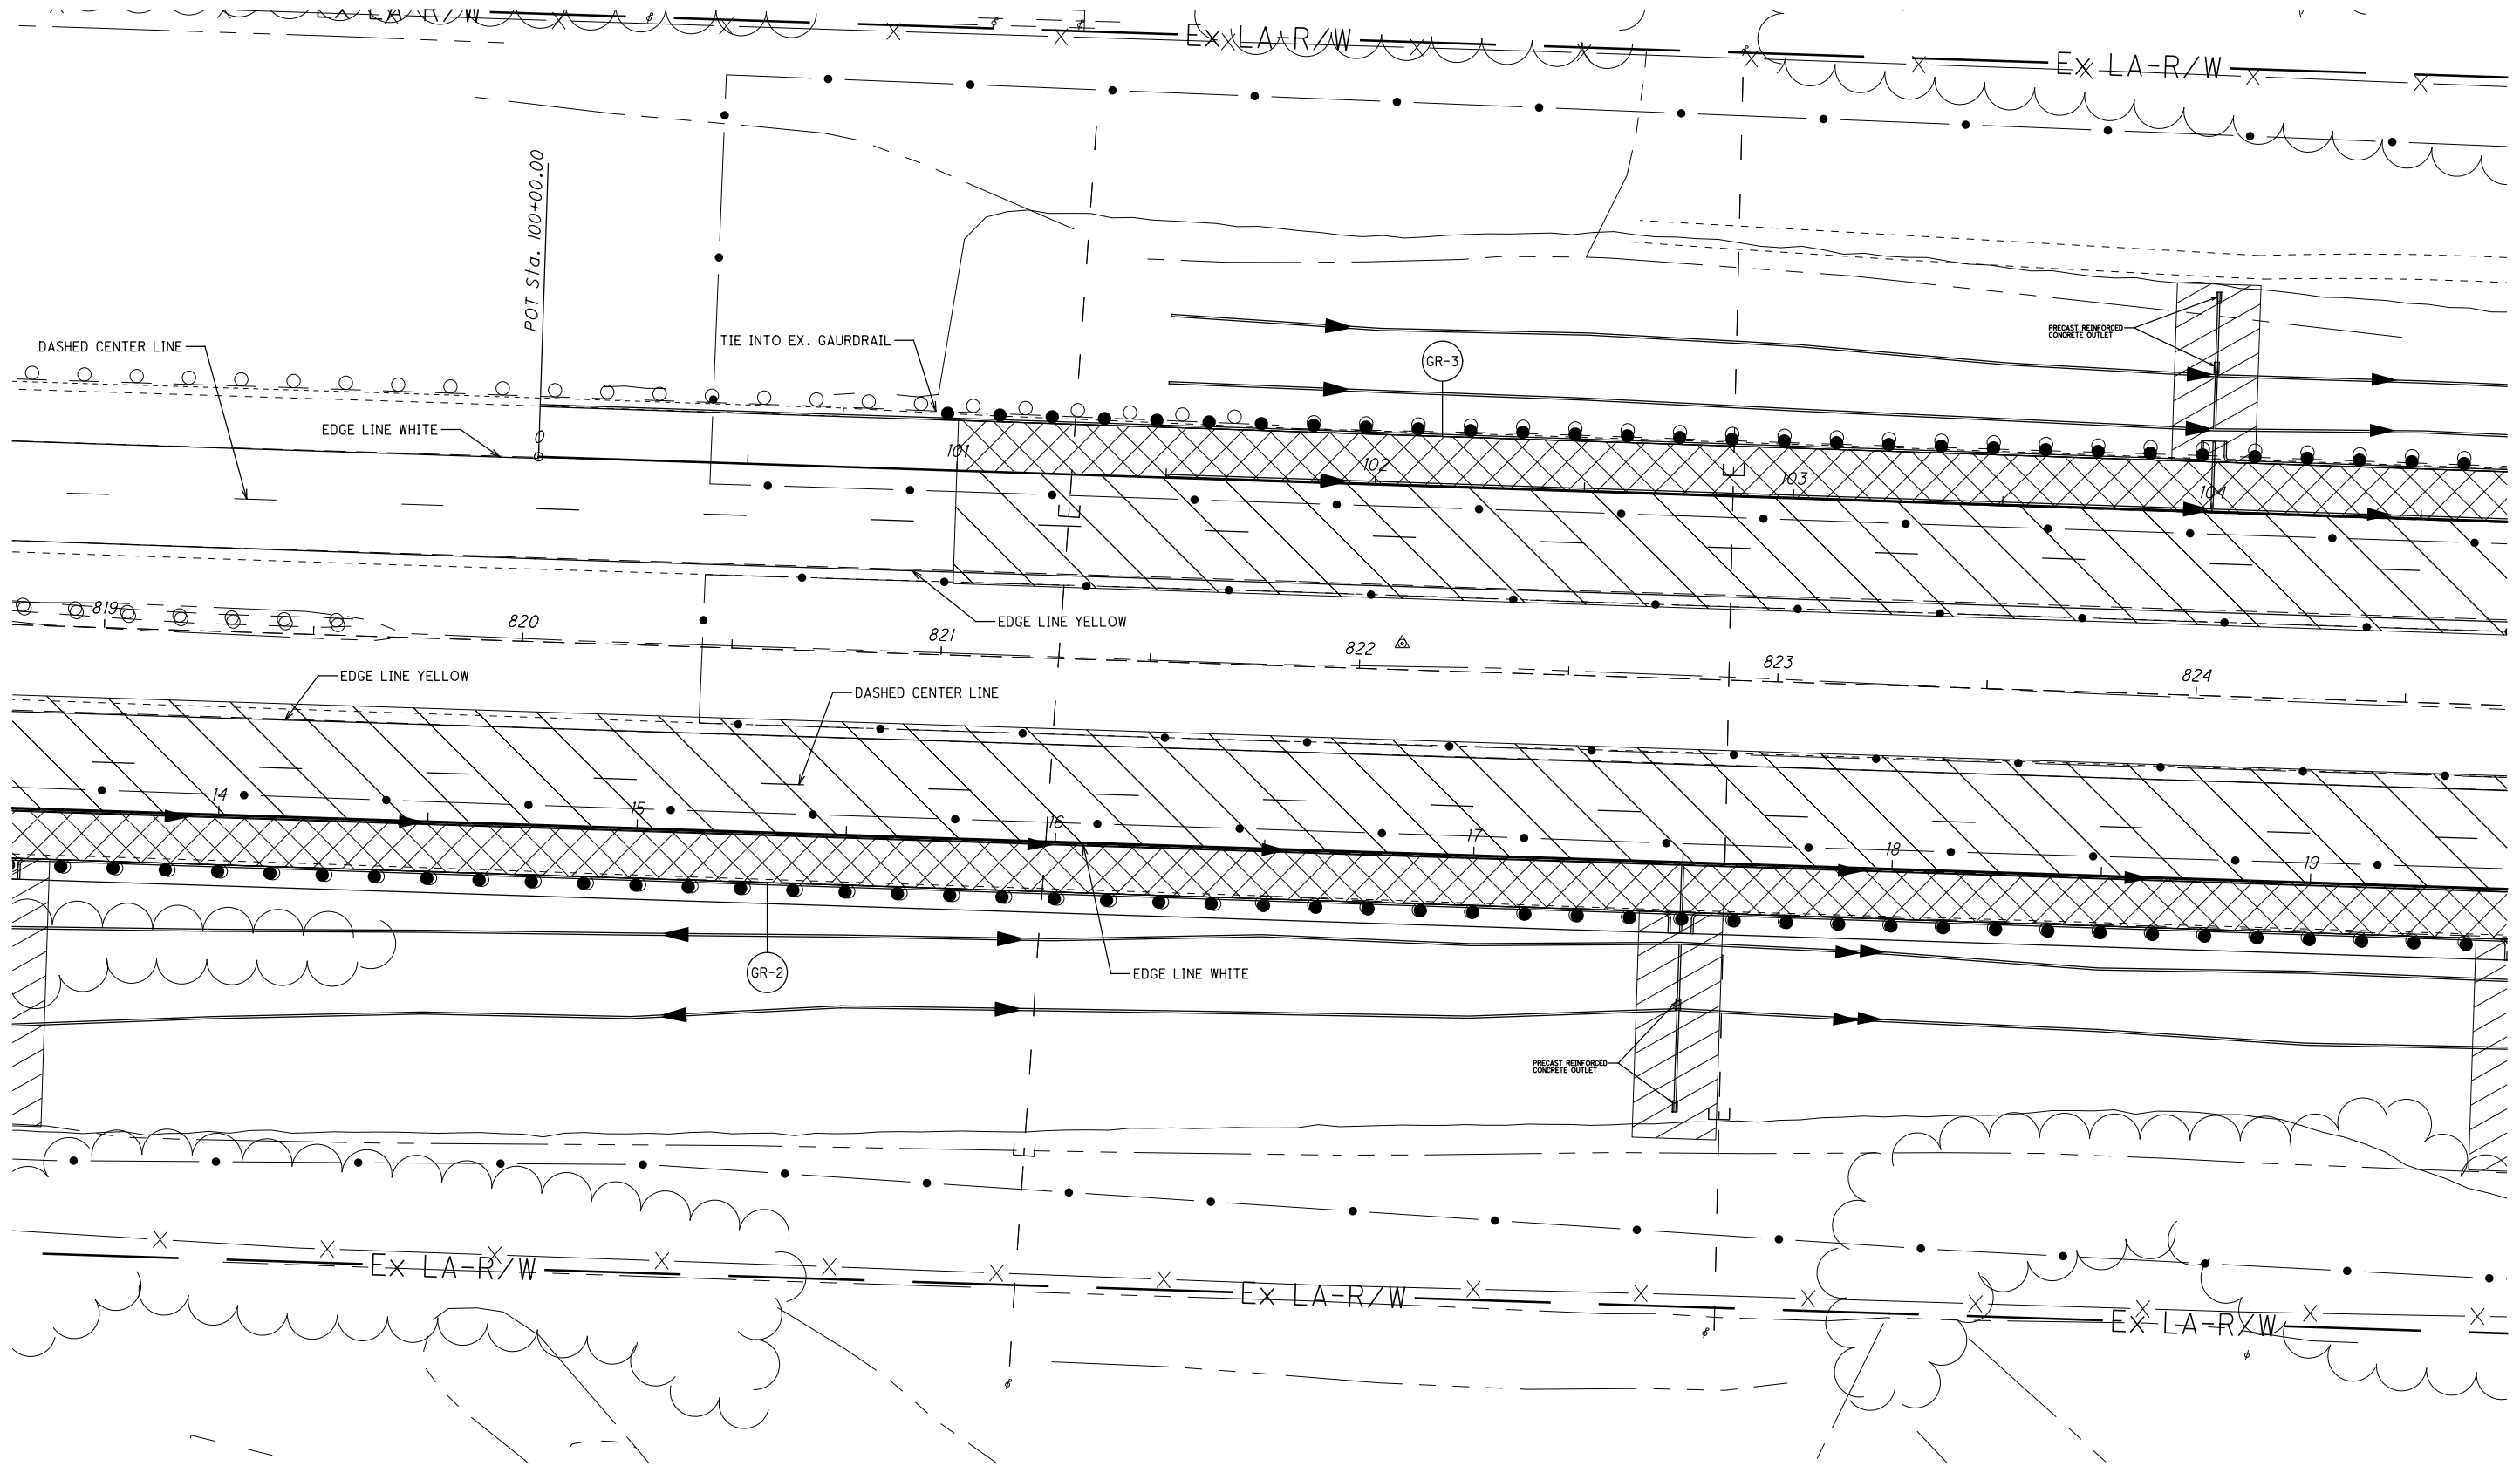 Ex LA-R/W
Ex LA-R/W
Ex LA-R/W
POT Sta. 100+00.00
DASHED CENTER LINE
TIE INTO EX. GAURDRAIL
GR-3
PRECAST REINFORCED
CONCRETE OUTLET
EDGE LINE WHITE
0
101
102
103
104
819
820
821
822
823
824
EDGE LINE YELLOW
EDGE LINE YELLOW
DASHED CENTER LINE
14
15
16
17
18
19
GR-2
EDGE LINE WHITE
PRECAST REINFORCED
CONCRETE OUTLET
Ex LA-R/W
Ex LA-R/W
Ex LA-R/W